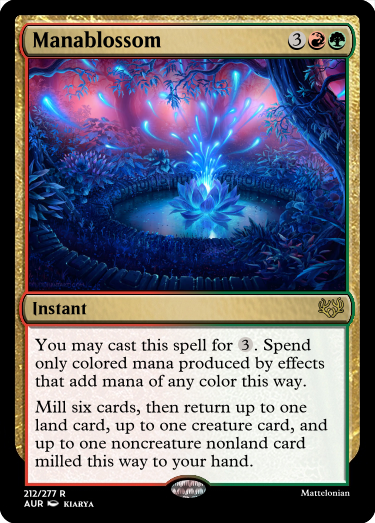 Manablossom 3
Instant
You may cast this spell for 3. Spend
only colored mana produced by effects
that add mana of any color this way.
Mill six cards, then return up to one
land card, up to one creature card, and
up to one noncreature nonland card
milled this way to your hand.
212/277 R
Mattelonian
AUR KIARYA